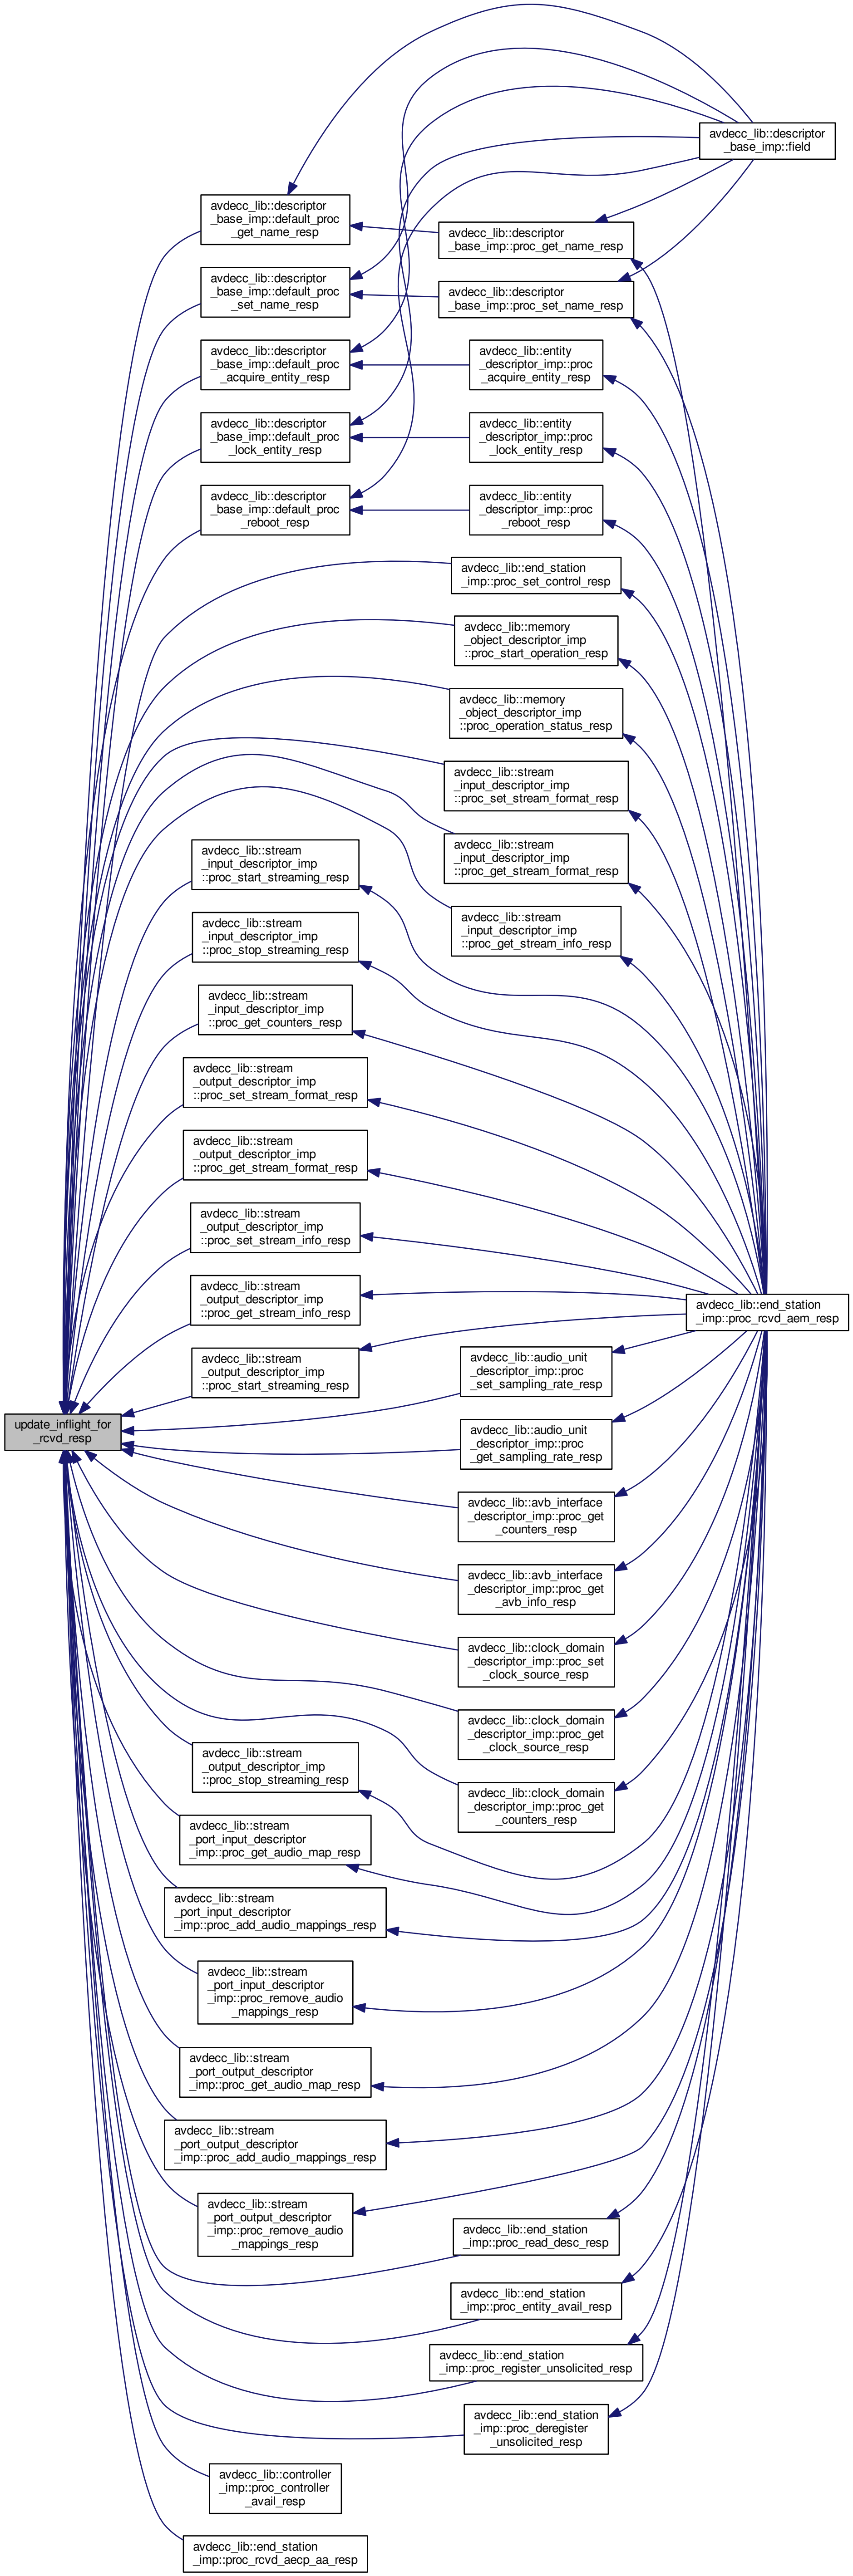 avdecc_lib::descriptor
_base_imp::field
avdecc_lib::descriptor
_base_imp::default_proc
_get_name_resp
avdecc_lib::descriptor
_base_imp::proc_get_name_resp
avdecc_lib::descriptor
_base_imp::default_proc
_set_name_resp
avdecc_lib::descriptor
_base_imp::proc_set_name_resp
avdecc_lib::descriptor
_base_imp::default_proc
_acquire_entity_resp
avdecc_lib::entity
_descriptor_imp::proc
_acquire_entity_resp
avdecc_lib::descriptor
_base_imp::default_proc
_lock_entity_resp
avdecc_lib::entity
_descriptor_imp::proc
_lock_entity_resp
avdecc_lib::descriptor
_base_imp::default_proc
_reboot_resp
avdecc_lib::entity
_descriptor_imp::proc
_reboot_resp
avdecc_lib::end_station
_imp::proc_set_control_resp
avdecc_lib::memory
_object_descriptor_imp
::proc_start_operation_resp
avdecc_lib::memory
_object_descriptor_imp
::proc_operation_status_resp
avdecc_lib::stream
_input_descriptor_imp
::proc_set_stream_format_resp
avdecc_lib::stream
_input_descriptor_imp
::proc_get_stream_format_resp
avdecc_lib::stream
_input_descriptor_imp
::proc_start_streaming_resp
avdecc_lib::stream
_input_descriptor_imp
::proc_get_stream_info_resp
avdecc_lib::stream
_input_descriptor_imp
::proc_stop_streaming_resp
avdecc_lib::stream
_input_descriptor_imp
::proc_get_counters_resp
avdecc_lib::stream
_output_descriptor_imp
::proc_set_stream_format_resp
avdecc_lib::stream
_output_descriptor_imp
::proc_get_stream_format_resp
avdecc_lib::stream
_output_descriptor_imp
::proc_set_stream_info_resp
avdecc_lib::stream
_output_descriptor_imp
::proc_get_stream_info_resp
avdecc_lib::end_station
_imp::proc_rcvd_aem_resp
avdecc_lib::stream
_output_descriptor_imp
::proc_start_streaming_resp
avdecc_lib::audio_unit
_descriptor_imp::proc
_set_sampling_rate_resp
update_inflight_for
_rcvd_resp
avdecc_lib::audio_unit
_descriptor_imp::proc
_get_sampling_rate_resp
avdecc_lib::avb_interface
_descriptor_imp::proc_get
_counters_resp
avdecc_lib::avb_interface
_descriptor_imp::proc_get
_avb_info_resp
avdecc_lib::clock_domain
_descriptor_imp::proc_set
_clock_source_resp
avdecc_lib::clock_domain
_descriptor_imp::proc_get
_clock_source_resp
avdecc_lib::stream
_output_descriptor_imp
::proc_stop_streaming_resp
avdecc_lib::clock_domain
_descriptor_imp::proc_get
_counters_resp
avdecc_lib::stream
_port_input_descriptor
_imp::proc_get_audio_map_resp
avdecc_lib::stream
_port_input_descriptor
_imp::proc_add_audio_mappings_resp
avdecc_lib::stream
_port_input_descriptor
_imp::proc_remove_audio
_mappings_resp
avdecc_lib::stream
_port_output_descriptor
_imp::proc_get_audio_map_resp
avdecc_lib::stream
_port_output_descriptor
_imp::proc_add_audio_mappings_resp
avdecc_lib::stream
_port_output_descriptor
_imp::proc_remove_audio
_mappings_resp
avdecc_lib::end_station
_imp::proc_read_desc_resp
avdecc_lib::end_station
_imp::proc_entity_avail_resp
avdecc_lib::end_station
_imp::proc_register_unsolicited_resp
avdecc_lib::end_station
_imp::proc_deregister
_unsolicited_resp
avdecc_lib::controller
_imp::proc_controller
_avail_resp
avdecc_lib::end_station
_imp::proc_rcvd_aecp_aa_resp